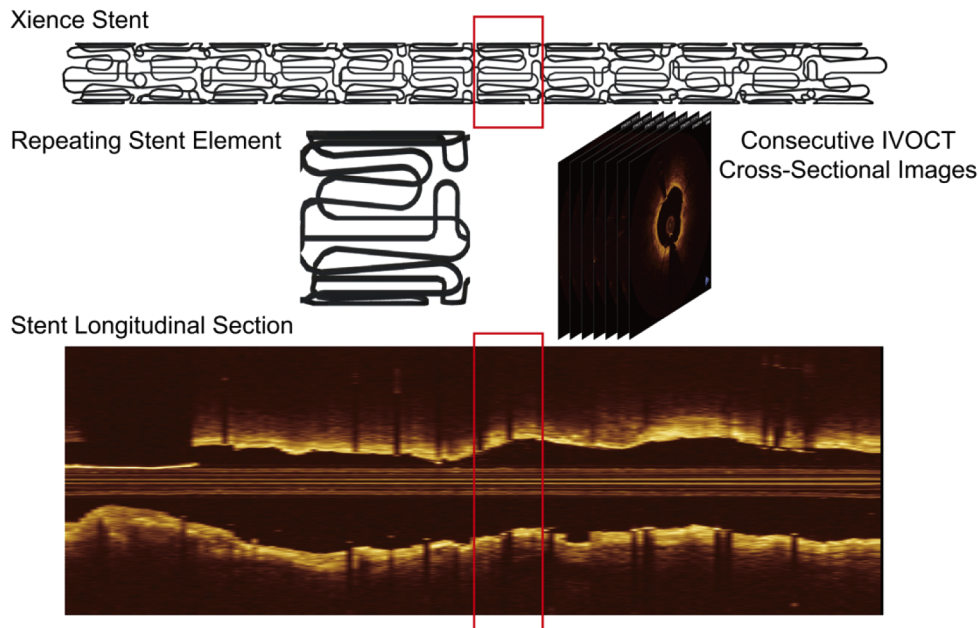 Xience Stent
Repeating Stent Element
Consecutive IVOCT
Cross-Sectional Images
Stent Longitudinal Section